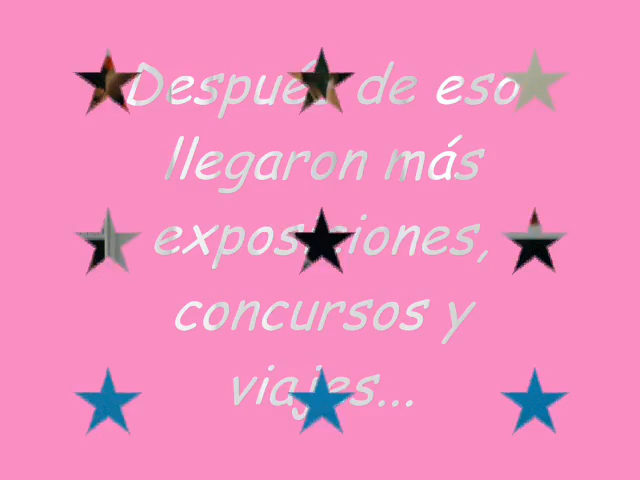 Después de eso
llegaron más
exposiciones,
concursos y
viajes...